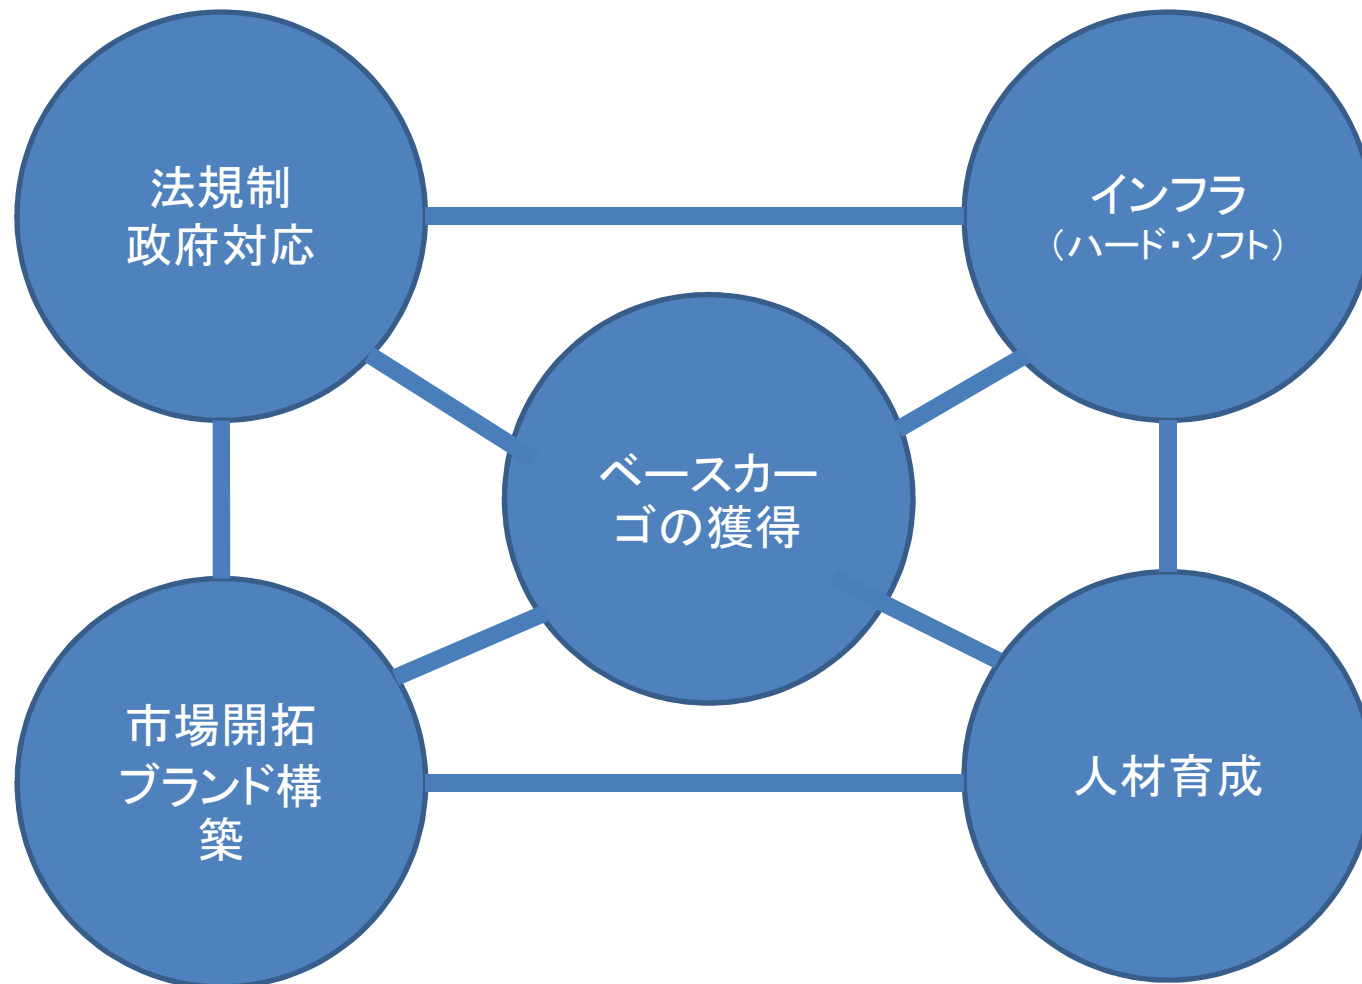 法規制
政府対応
インフラ
（ハード・ソフト）
ベースカー
ゴの獲得
市場開拓
ブランド構
築
人材育成